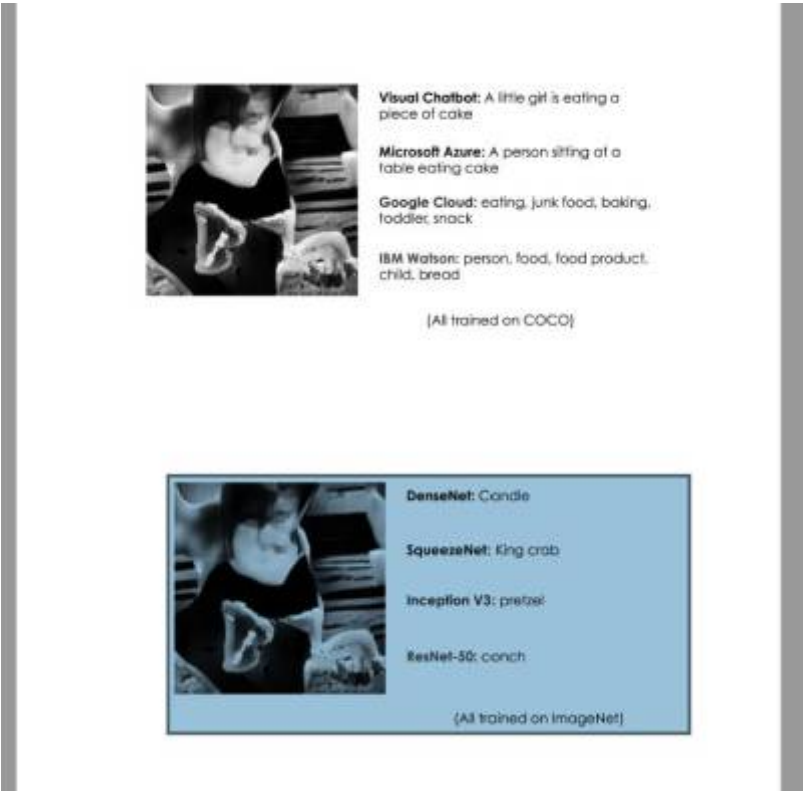 Visual Chatbot: A little girl is eating a
piece of cake
Microsoft Azure: A person sitting at a
table eating cake
Google Cloud: eating, junk food, baking,
toddler, snack
IBM Watson: person, food, food product,
child, bread
(All trained on COCO)
DenseNet: Candle
SqueezeNet: King crab
Inception V3: pretzel
ResNet-50: conch
(All trained on ImageNet)